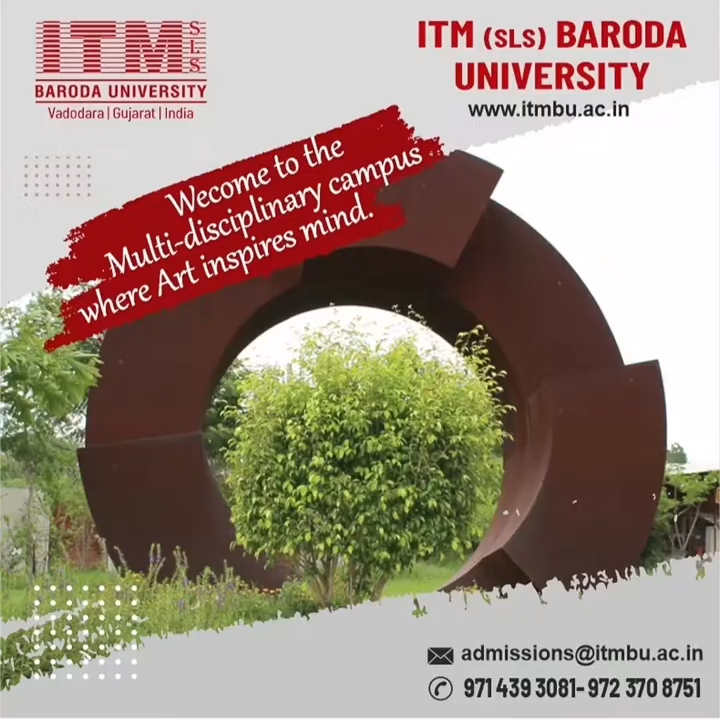 ITM SLS
BARODA UNIVERSITY
Vadodara | Gujarat | India
ITM (SLS) BARODA
UNIVERSITY
www.itmbu.ac.in
Wecome to the
Multi-disciplinary campus
where Art inspires mind.
admissions@itmbu.ac.in
971 439 3081- 972 370 8751